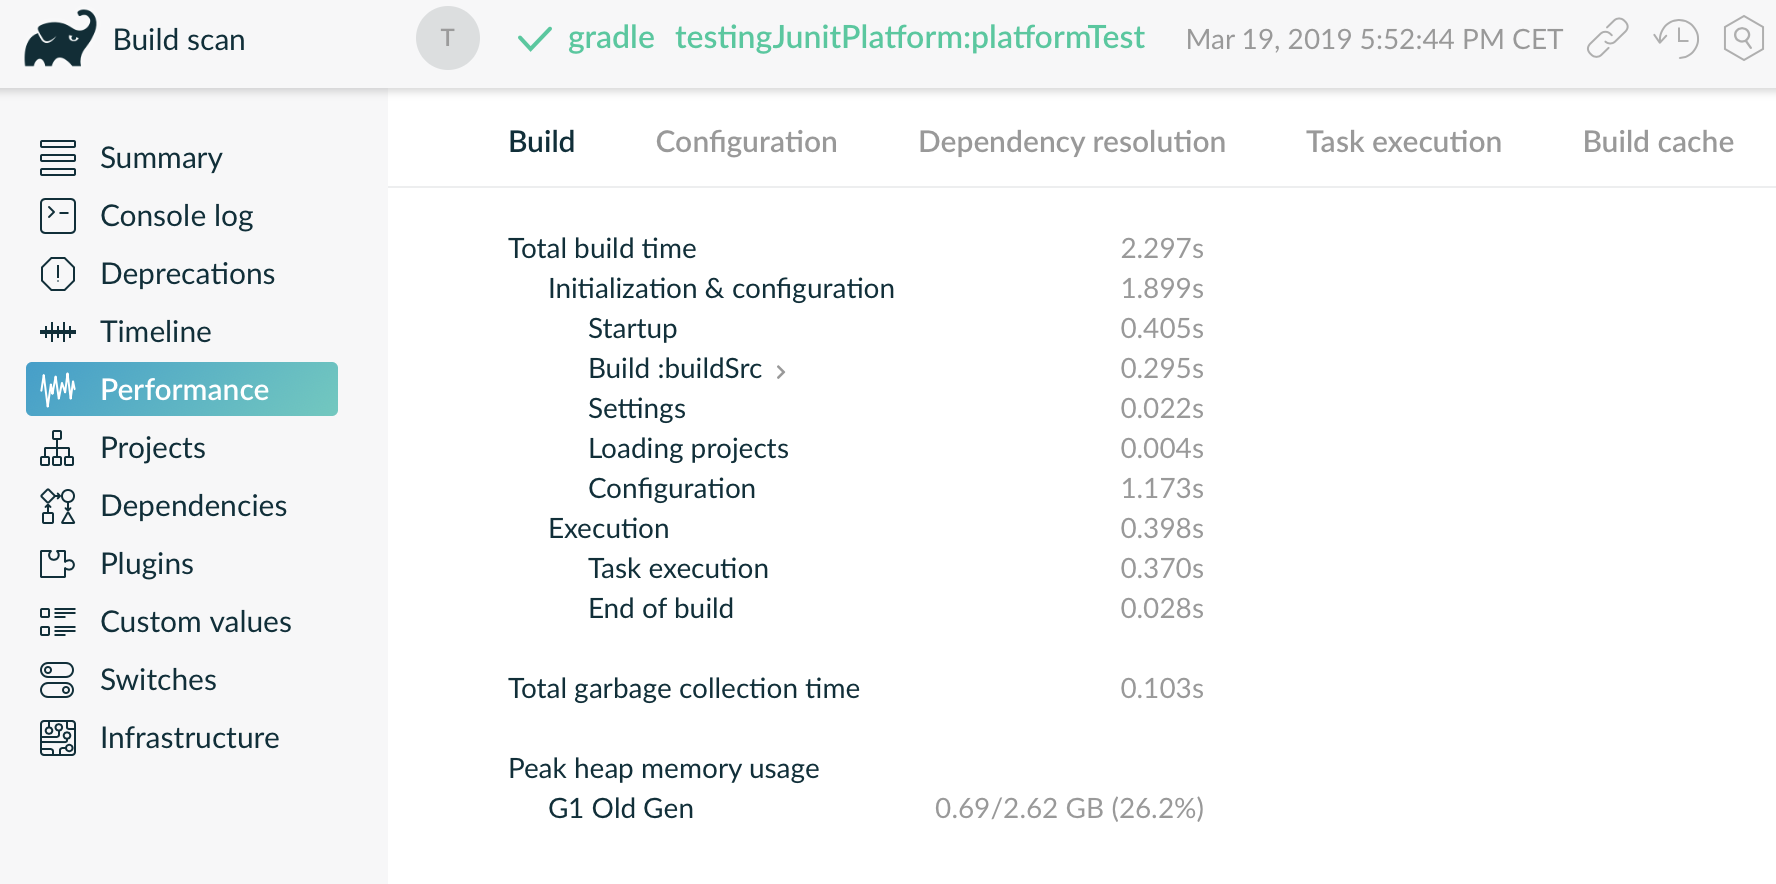 Build scan
T
gradle testingJunitPlatform:platformTest
Mar 19, 2019 5:52:44 PM CET
Summary
Console log
Deprecations
Timeline
Performance
Projects
Dependencies
Plugins
Custom values
Switches
Infrastructure
Build Configuration Dependency resolution Task execution Build cache
Total build time 2.297s
Initialization & configuration 1.899s
Startup 0.405s
Build :buildSrc > 0.295s
Settings 0.022s
Loading projects 0.004s
Configuration 1.173s
Execution 0.398s
Task execution 0.370s
End of build 0.028s
Total garbage collection time 0.103s
Peak heap memory usage
G1 Old Gen 0.69/2.62 GB (26.2%)